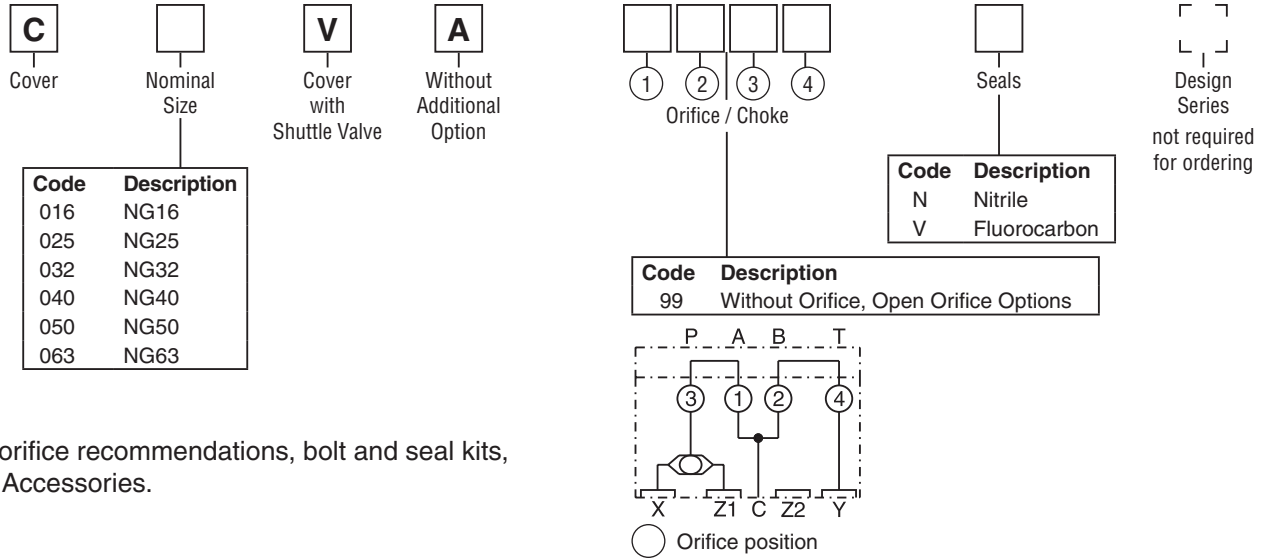 C V A
Cover
Nominal
Size
Cover
with
Shuttle Valve
Without
Additional
Option
1 2 3 4
Orifice / Choke
Seals
Design
Series
not required
for ordering
Code Description
016 NG16
025 NG25
032 NG32
040 NG40
050 NG50
063 NG63
Code Description
N Nitrile
V Fluorocarbon
Code Description
99 Without Orifice, Open Orifice Options
P A B T
3 1 2 4
X Z1 C Z2 Y
Orifice position
orifice recommendations, bolt and seal kits,
Accessories.